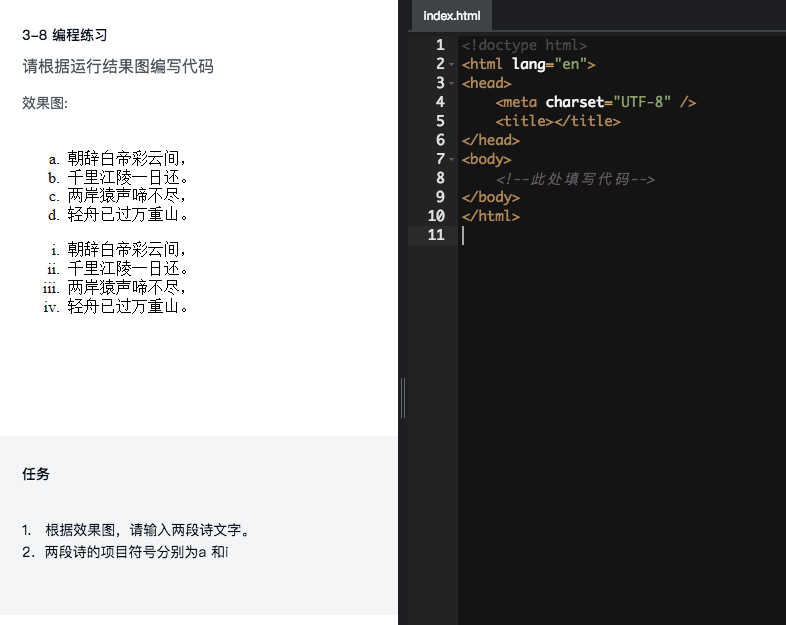 3-8 编程练习
请根据运行结果图编写代码
效果图:
a. 朝辞白帝彩云间，
b. 千里江陵一日还。
c. 两岸猿声啼不尽，
d. 轻舟已过万重山。
i. 朝辞白帝彩云间，
ii. 千里江陵一日还。
iii. 两岸猿声啼不尽，
iv. 轻舟已过万重山。
任务
1. 根据效果图，请输入两段诗文字。
2. 两段诗的项目符号分别为a 和i
index.html
1 <!doctype html>
2 <html lang="en">
3 <head>
4 <meta charset="UTF-8" />
5 <title></title>
6 </head>
7 <body>
8 <!--此处填写代码-->
9 </body>
10 </html>
11